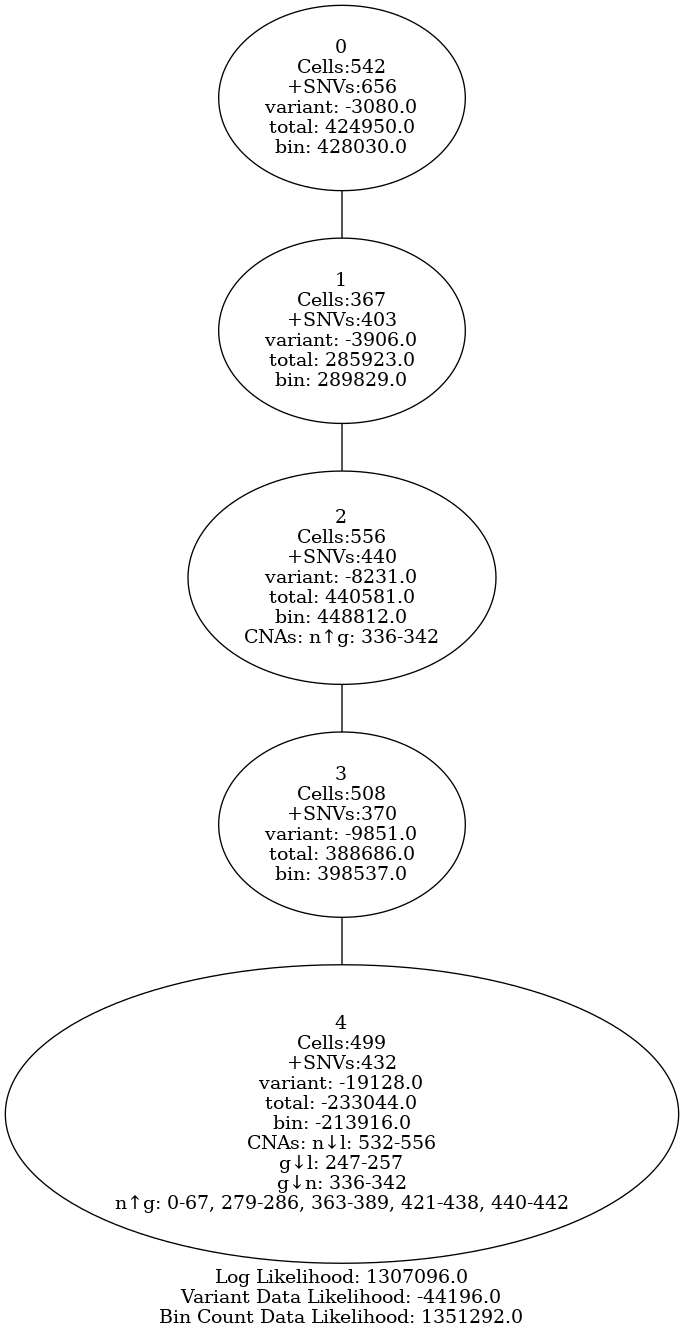 0
Cells:542
+SNVs:656
variant: -3080.0
total: 424950.0
bin: 428030.0
1
Cells:367
+SNVs:403
variant: -3906.0
total: 285923.0
bin: 289829.0
2
Cells:556
+SNVs:440
variant: -8231.0
total: 440581.0
bin: 448812.0
CNAs: n↑g: 336-342
3
Cells:508
+SNVs:370
variant: -9851.0
total: 388686.0
bin: 398537.0
4
Cells:499
+SNVs:432
variant: -19128.0
total: -233044.0
bin: -213916.0
CNAs: n↓l: 532-556
g↓l: 247-257
g↓n: 336-342
n↑g: 0-67, 279-286, 363-389, 421-438, 440-442
Log Likelihood: 1307096.0
Variant Data Likelihood: -44196.0
Bin Count Data Likelihood: 1351292.0